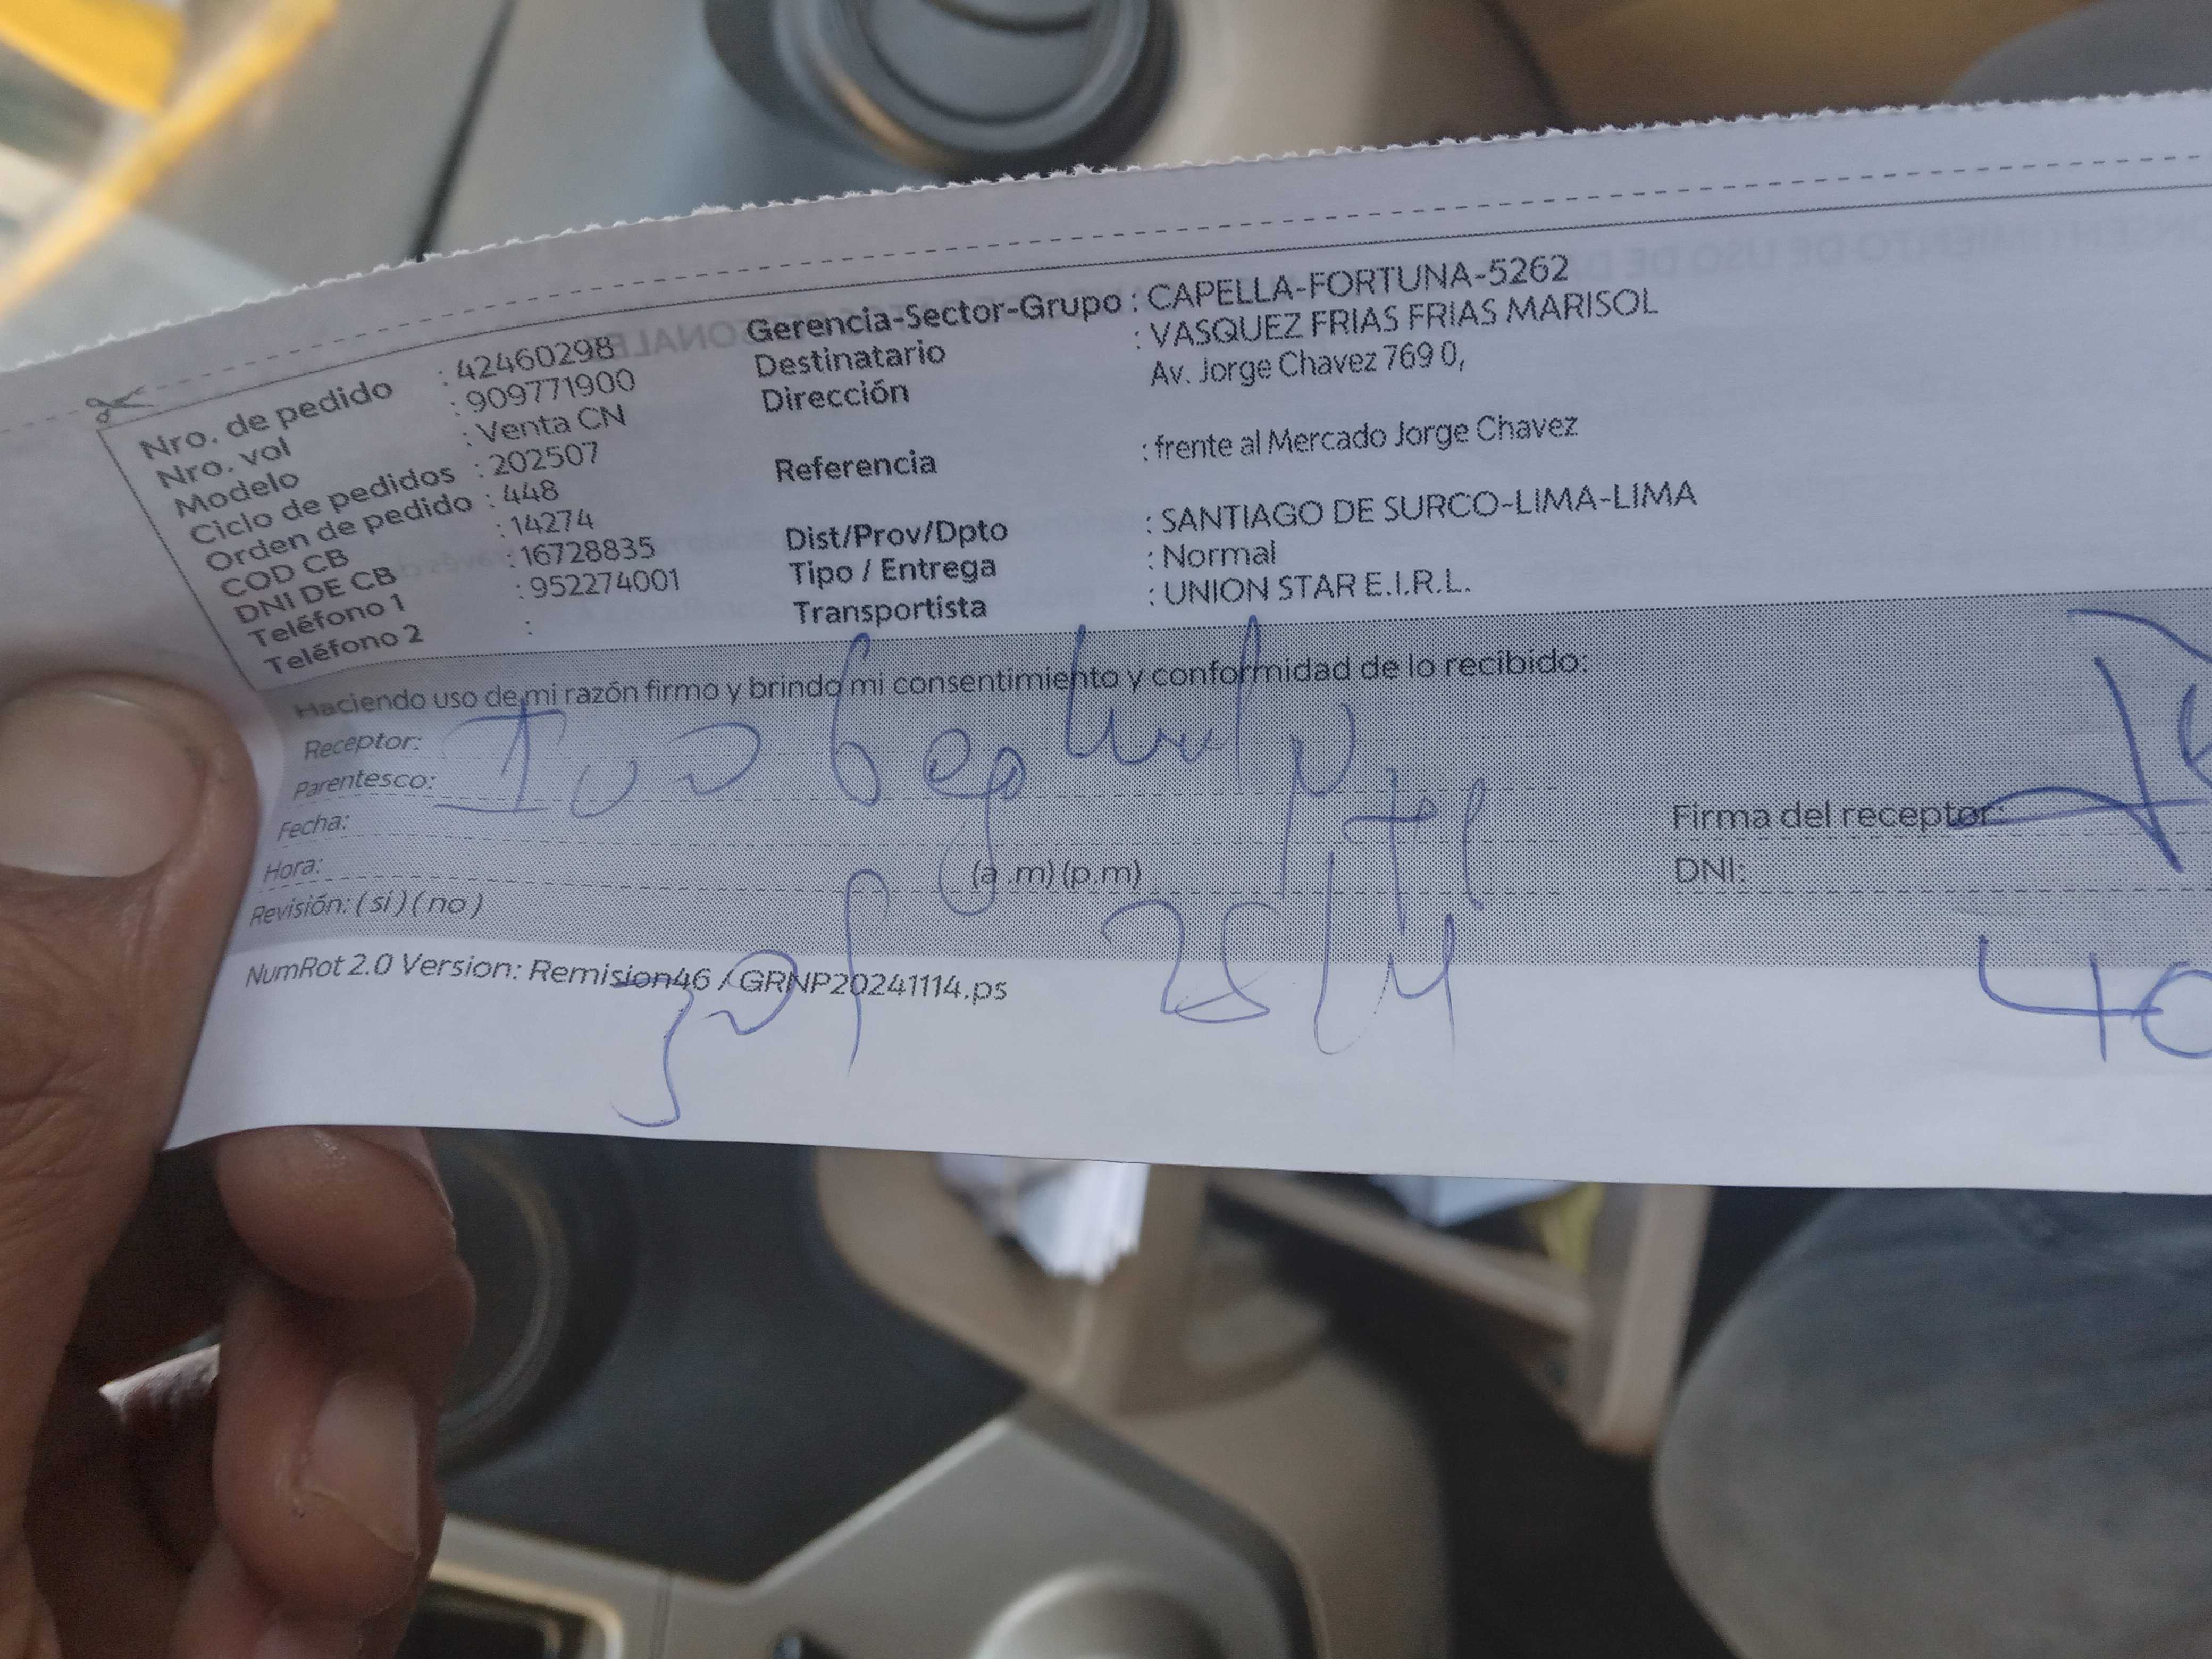 Nro. de pedido : 42460298
Nro. vol : 909771900
Modelo : Venta CN
Ciclo de pedidos : 202507
Orden de pedido : 448
COD CB : 14274
DNI DE CB : 16728835
Teléfono 1 : 952274001
Teléfono 2 :
Gerencia-Sector-Grupo : CAPELLA-FORTUNA-5262
Destinatario : VASQUEZ FRIAS FRIAS MARISOL
Dirección Av. Jorge Chavez 769 0,
Referencia : frente al Mercado Jorge Chavez
Dist/Prov/Dpto : SANTIAGO DE SURCO-LIMA-LIMA
Tipo / Entrega : Normal
Transportista : UNION STAR E.I.R.L.
Haciendo uso de mi razón firmo y brindo mi consentimiento y conformidad de lo recibido:
Receptor:
Parentesco:
Fecha:
Hora: (a .m) (p.m)
Revisión: ( si ) ( no )
Firma del receptor:
DNI:
40
NumRot 2.0 Version: Remision46 / GRNP20241114.ps